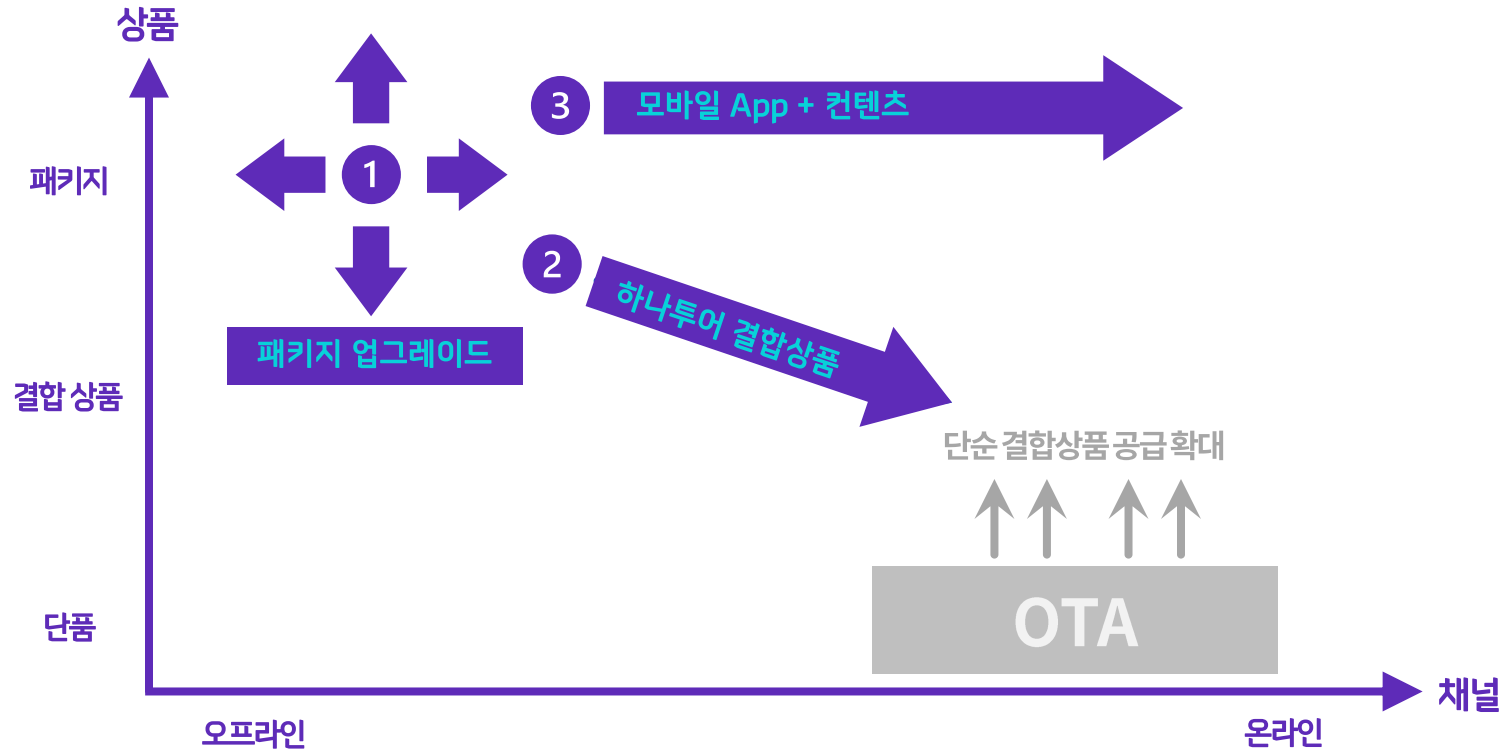 상품
3
모바일 App + 컨텐츠
1
패키지
2
하나투어 결합상품
패키지 업그레이드
결합 상품
단순 결합상품 공급 확대
OTA
단품
채널
오프라인
온라인